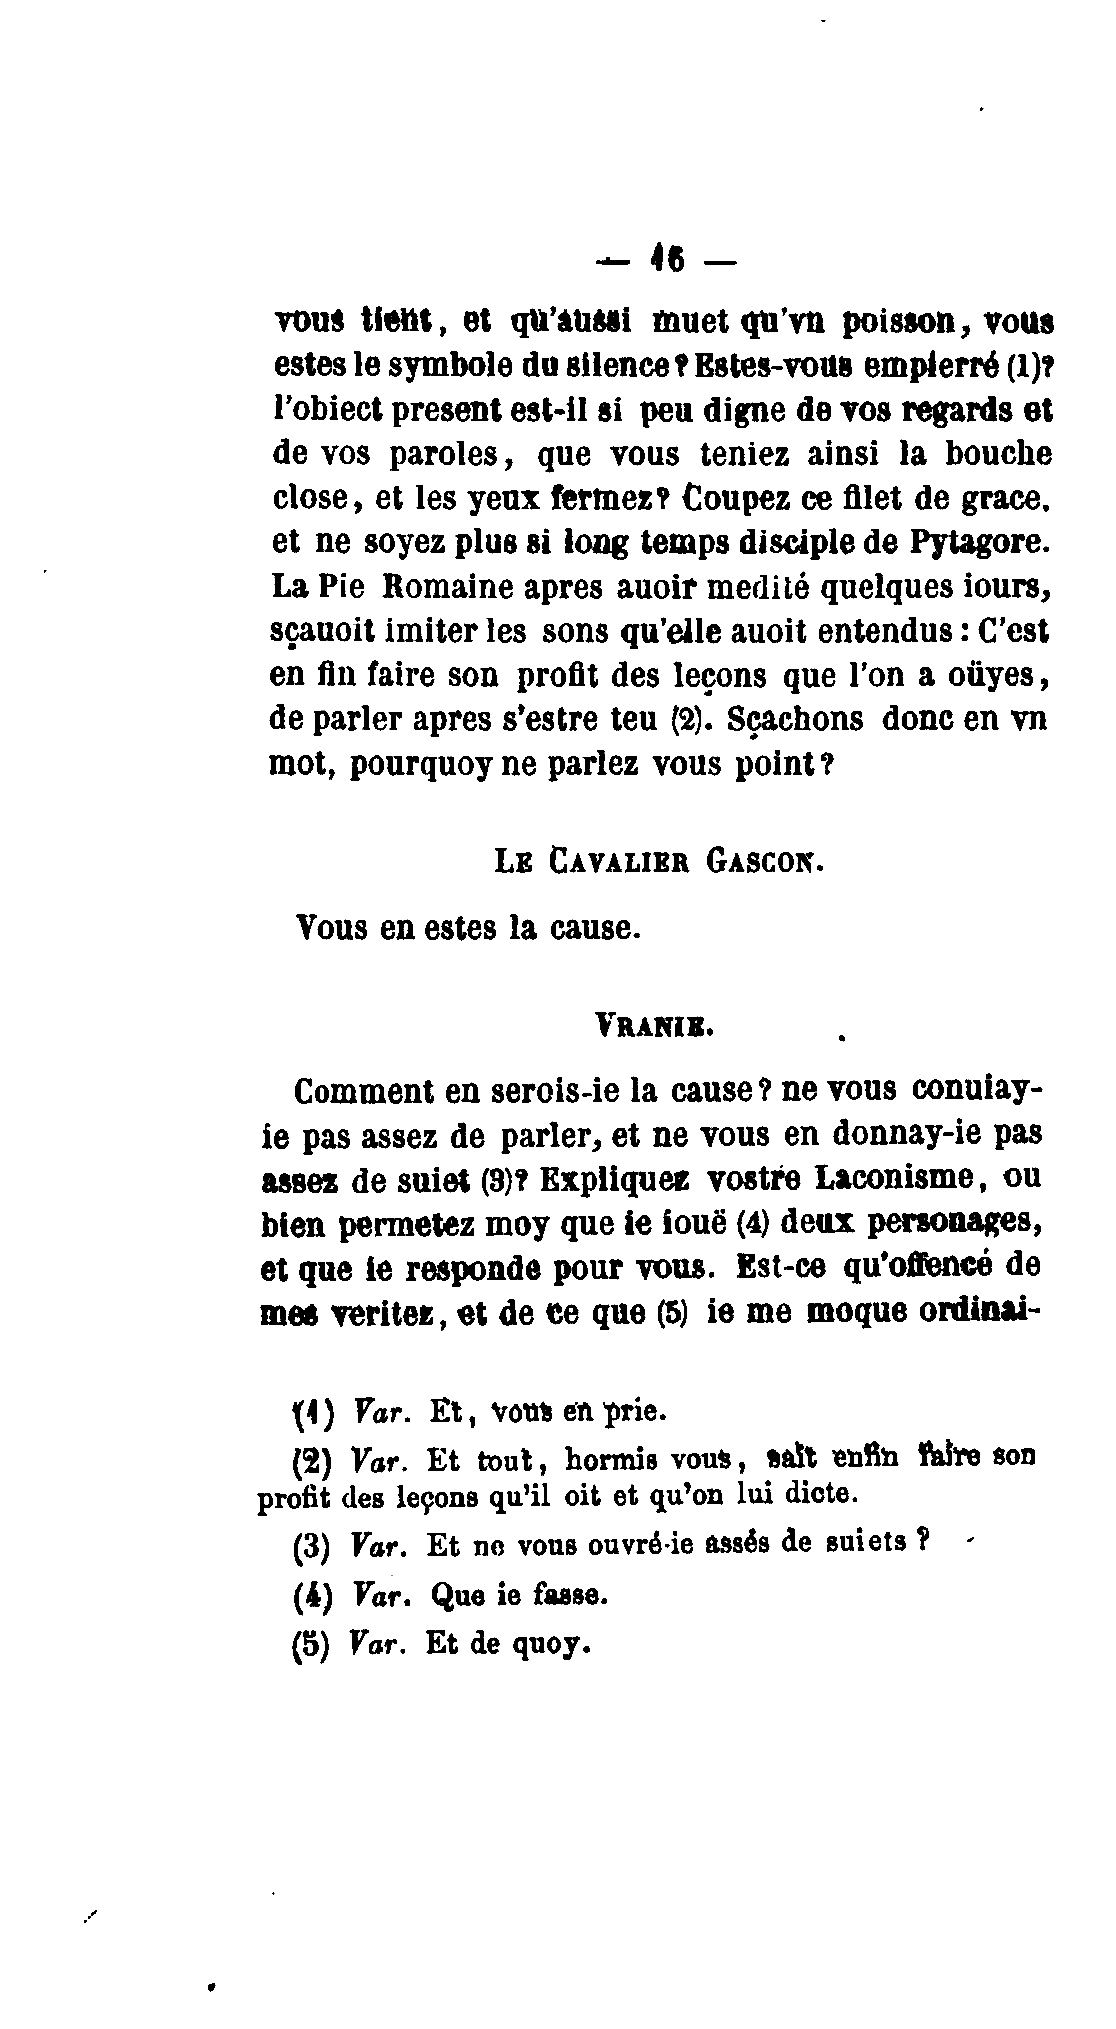 — 16 —
vous tient, et qu'aussi muet qu'vn poisson, vous
estes le symbole du silence? Estes-vous empierré (1)?
l'obiect present est-il si peu digne de vos regards et
de vos paroles, que vous teniez ainsi la bouche
close, et les yeux fermez? Coupez ce filet de grace.
et ne soyez plus si long temps disciple de Pytagore.
La Pie Romaine apres auoir medité quelques iours,
sçauoit imiter les sons qu'elle auoit entendus : C'est
en fin faire son profit des leçons que l'on a oüyes,
de parler apres s'estre teu (2). Sçachons donc en vn
mot, pourquoy ne parlez vous point?
LE CAVALIER GASCON.
Vous en estes la cause.
VRANIE.
Comment en serois-ie la cause? ne vous conuiay-
ie pas assez de parler, et ne vous en donnay-ie pas
assez de suiet (3)? Expliquez vostre Laconisme, ou
bien permetez moy que ie iouë (4) deux personages,
et que ie responde pour vous. Est-ce qu'offencé de
mes veritez, et de ce que (5) ie me moque ordinai-
(1) Var. Et, vous en prie.
(2) Var. Et tout, hormis vous, sait enfin faire son
profit des leçons qu'il oit et qu'on lui dicte.
(3) Var. Et ne vous ouvré-ie assés de suiets ?
(4) Var. Que ie fasse.
(5) Var. Et de quoy.